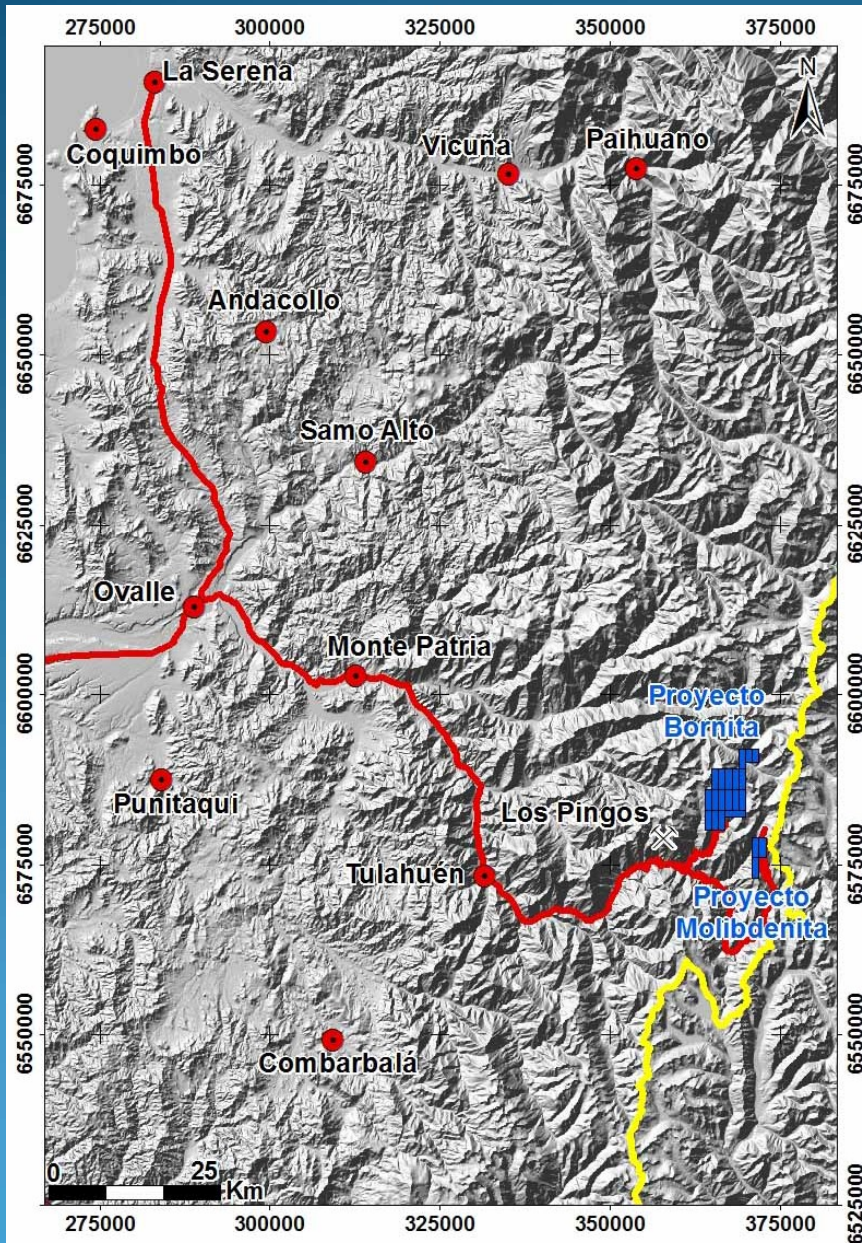 275000 300000 325000 350000 375000
N
La Serena
Coquimbo
Vicuña
Paihuano
6675000 6675000
Andacollo
6650000 6650000
Samo Alto
6625000 6625000
Ovalle
Monte Patria
6600000 6600000
Proyecto
Bornita
Punitaqui
Los Pingos
6575000 6575000
Tulahuén
Proyecto
Molibdenita
6550000 6550000
Combarbalá
0 25
Km
6525000
275000 300000 325000 350000 375000